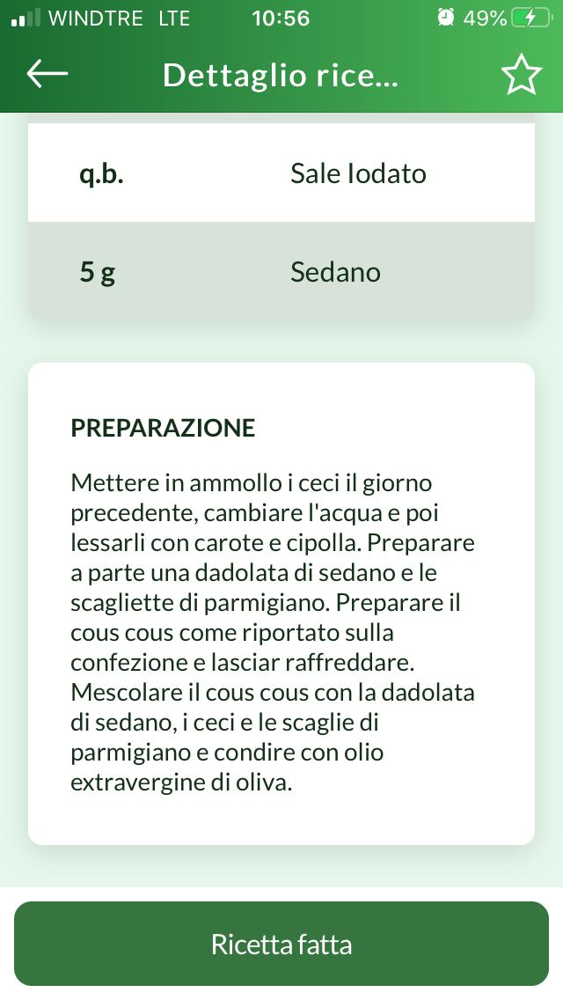 WINDTRE LTE 10:56 49%
Dettaglio rice...
q.b. Sale Iodato
5 g Sedano
PREPARAZIONE
Mettere in ammollo i ceci il giorno
precedente, cambiare l'acqua e poi
lessarli con carote e cipolla. Preparare
a parte una dadolata di sedano e le
scagliette di parmigiano. Preparare il
cous cous come riportato sulla
confezione e lasciar raffreddare.
Mescolare il cous cous con la dadolata
di sedano, i ceci e le scaglie di
parmigiano e condire con olio
extravergine di oliva.
Ricetta fatta